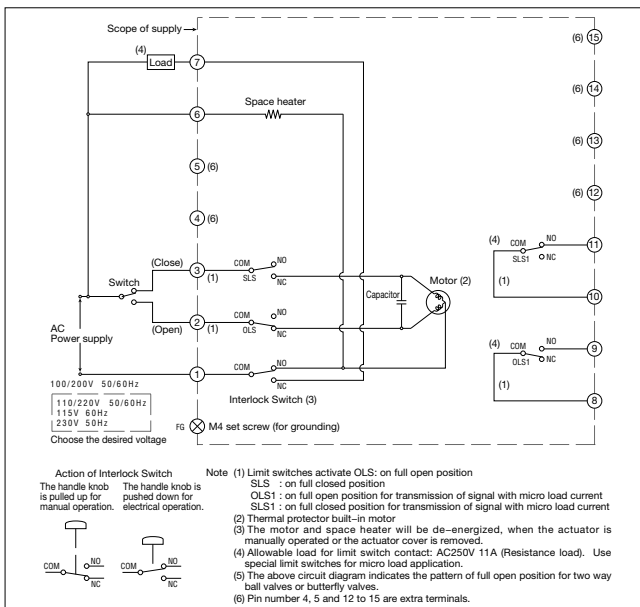 Scope of supply
(4)
Load
7
(6) 15
Space heater
6
(6) 14
5 (6)
(6) 13
4 (6)
(6) 12
(Close)
3
(1)
COM
SLS
NO
NC
Switch
Capacitor
Motor (2)
(4)
COM
SLS1
NO
NC
11
(1)
10
AC
Power supply
(Open)
2
(1)
COM
OLS
NO
NC
(4)
COM
OLS1
NO
NC
9
(1)
8
1
COM
NO
NC
Interlock Switch (3)
100/200V 50/60Hz
110/220V 50/60Hz
115V 60Hz
230V 50Hz
Choose the desired voltage
FG
M4 set screw (for grounding)
Action of Interlock Switch
The handle knob
is pulled up for
manual operation.
The handle knob is
pushed down for
electrical operation.
COM
NO
NC
COM
NO
NC
Note (1) Limit switches activate OLS: on full open position
SLS : on full closed position
OLS1 : on full open position for transmission of signal with micro load current
SLS1 : on full closed position for transmission of signal with micro load current
(2) Thermal protector built-in motor
(3) The motor and space heater will be de-energized, when the actuator is
manually operated or the actuator cover is removed.
(4) Allowable load for limit switch contact: AC250V 11A (Resistance load). Use
special limit switches for micro load application.
(5) The above circuit diagram indicates the pattern of full open position for two way
ball valves or butterfly valves.
(6) Pin number 4, 5 and 12 to 15 are extra terminals.